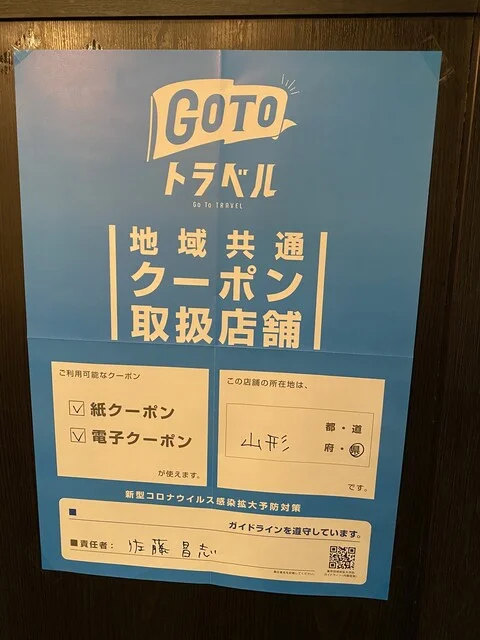 GOTO
トラベル
Go To TRAVEL
地域共通
クーポン
取扱店舗
ご利用可能なクーポン
紙クーポン
電子クーポン
が使えます。
この店舗の所在地は、
山形
都・道
府・県
です。
新型コロナウイルス感染拡大予防対策
ガイドラインを遵守しています。
■責任者: 佐藤 昌志